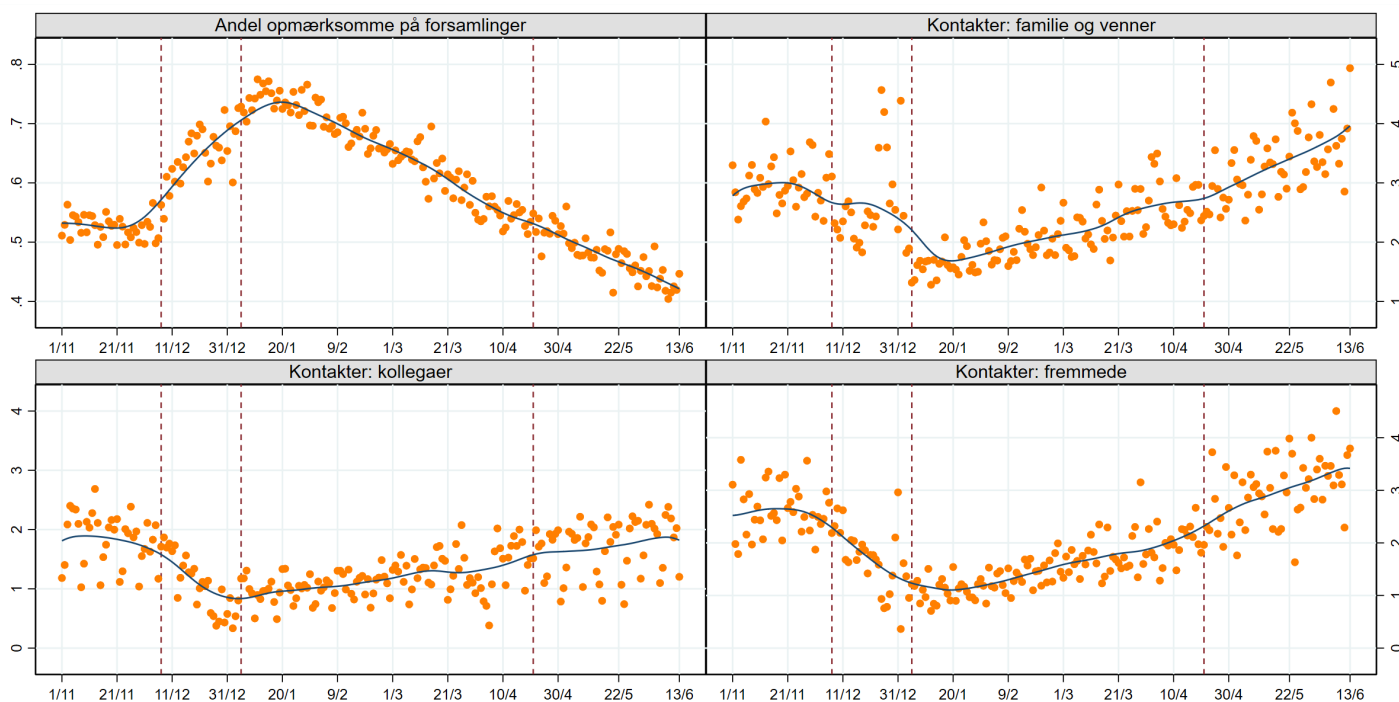 Andel opmærksomme på forsamlinger
.8
.7
.6
.5
.4
1/11 21/11 11/12 31/12 20/1 9/2 1/3 21/3 10/4 30/4 22/5 13/6
Kontakter: familie og venner
5
4
3
2
1
1/11 21/11 11/12 31/12 20/1 9/2 1/3 21/3 10/4 30/4 22/5 13/6
Kontakter: kollegaer
4
3
2
1
0
1/11 21/11 11/12 31/12 20/1 9/2 1/3 21/3 10/4 30/4 22/5 13/6
Kontakter: fremmede
4
3
2
1
0
1/11 21/11 11/12 31/12 20/1 9/2 1/3 21/3 10/4 30/4 22/5 13/6